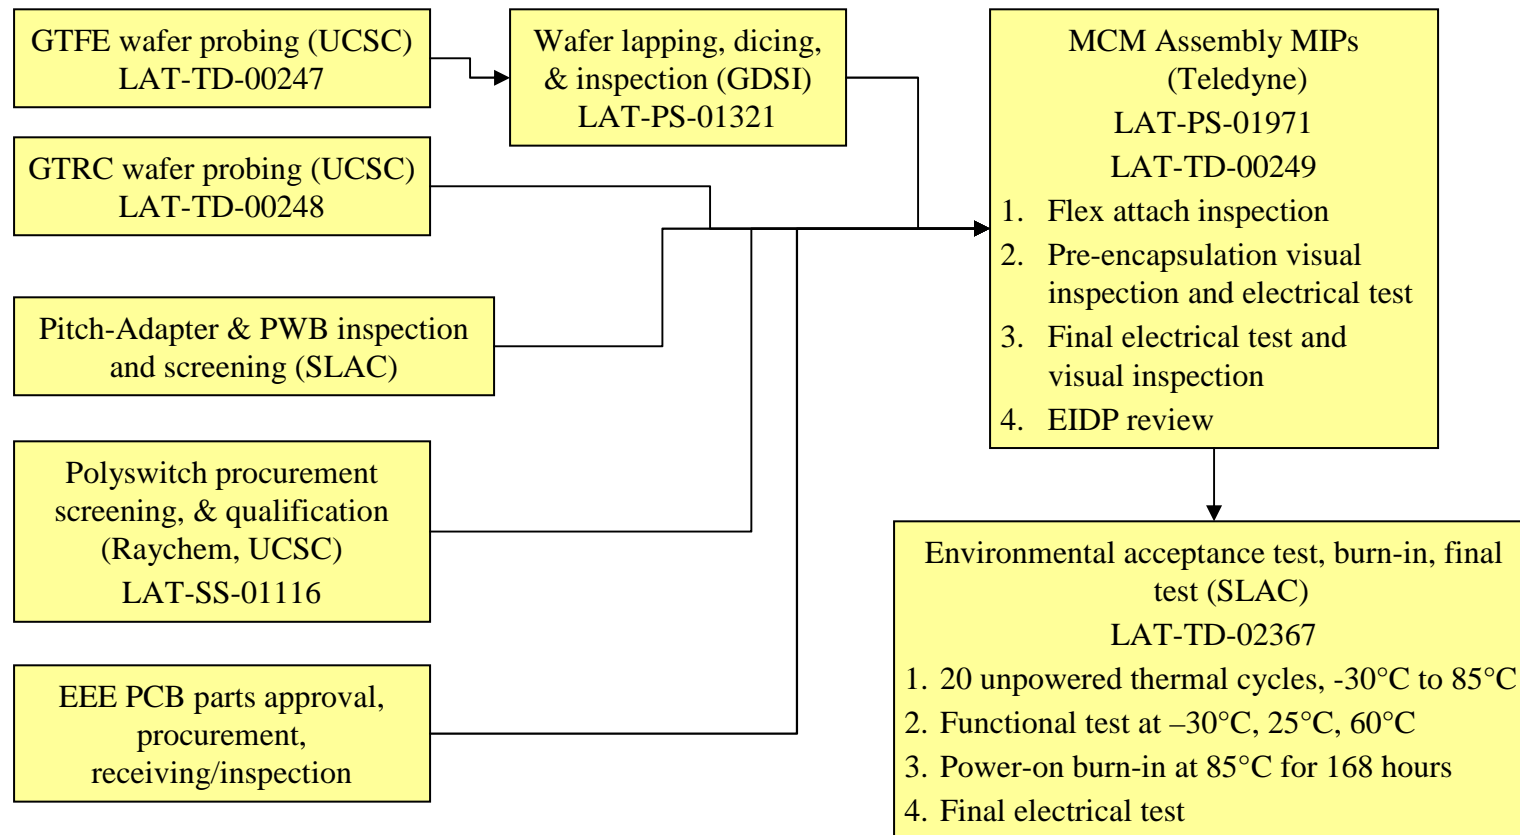 GTFE wafer probing (UCSC)
LAT-TD-00247
Wafer lapping, dicing,
& inspection (GDSI)
LAT-PS-01321
MCM Assembly MIPs
(Teledyne)
LAT-PS-01971
LAT-TD-00249
1. Flex attach inspection
2. Pre-encapsulation visual
inspection and electrical test
3. Final electrical test and
visual inspection
4. EIDP review
GTRC wafer probing (UCSC)
LAT-TD-00248
Pitch-Adapter & PWB inspection
and screening (SLAC)
Polyswitch procurement
screening, & qualification
(Raychem, UCSC)
LAT-SS-01116
EEE PCB parts approval,
procurement,
receiving/inspection
Environmental acceptance test, burn-in, final
test (SLAC)
LAT-TD-02367
1. 20 unpowered thermal cycles, -30°C to 85°C
2. Functional test at –30°C, 25°C, 60°C
3. Power-on burn-in at 85°C for 168 hours
4. Final electrical test